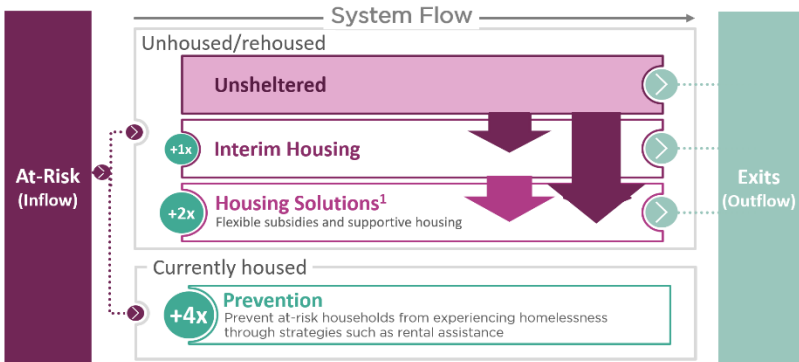 System Flow
Unhoused/rehoused
Unsheltered
At-Risk
(Inflow)
+1x
Interim Housing
+2x
Housing Solutions¹
Flexible subsidies and supportive housing
Exits
(Outflow)
Currently housed
+4x
Prevention
Prevent at-risk households from experiencing homelessness
through strategies such as rental assistance